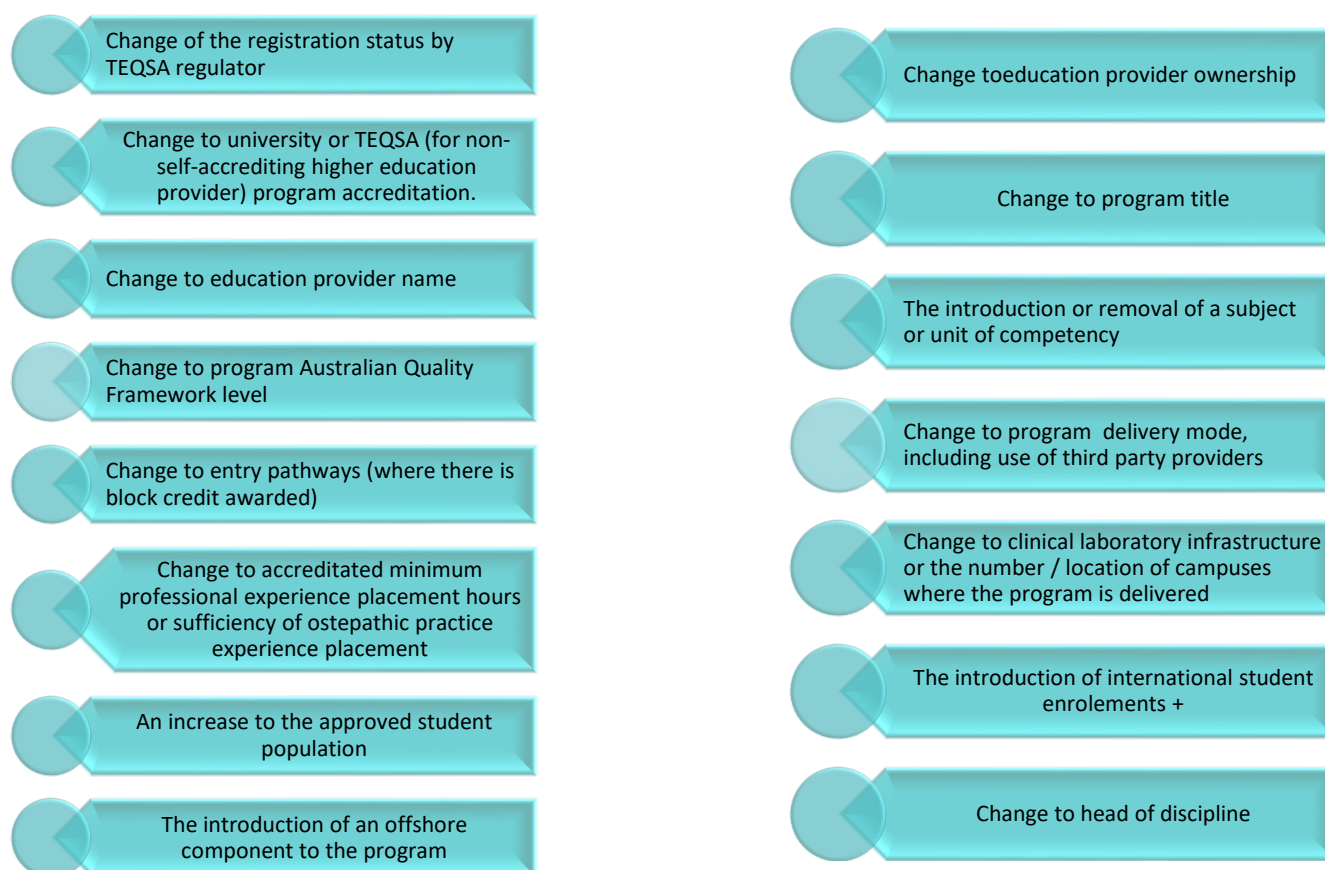 Change of the registration status by
TEQSA regulator
Change to university or TEQSA (for non-
self-accrediting higher education
provider) program accreditation.
Change to education provider name
Change to program Australian Quality
Framework level
Change to entry pathways (where there is
block credit awarded)
Change to accreditated minimum
professional experience placement hours
or sufficiency of ostepathic practice
experience placement
An increase to the approved student
population
The introduction of an offshore
component to the program
Change toeducation provider ownership
Change to program title
The introduction or removal of a subject
or unit of competency
Change to program  delivery mode,
including use of third party providers
Change to clinical laboratory infrastructure
or the number / location of campuses
where the program is delivered
The introduction of international student
enrolements +
Change to head of discipline